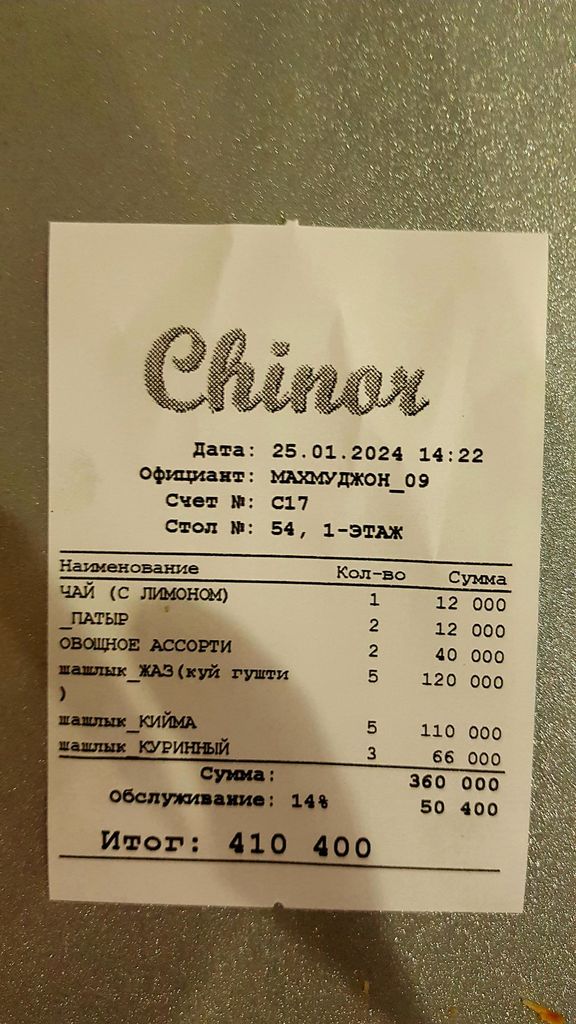 Chinor
Дата: 25.01.2024 14:22
Официант: МАХМУДЖОН_09
Счет №: C17
Стол №: 54, 1-ЭТАЖ
Наименование Кол-во Сумма
ЧАЙ (С ЛИМОНОМ) 1 12 000
_ПАТЫР 2 12 000
ОВОЩНОЕ АССОРТИ 2 40 000
шашлык_ЖАЗ(куй гушти 5 120 000
)
шашлык_КИЙМА 5 110 000
шашлык_КУРИННЫЙ 3 66 000
Сумма: 360 000
Обслуживание: 14% 50 400
Итог: 410 400